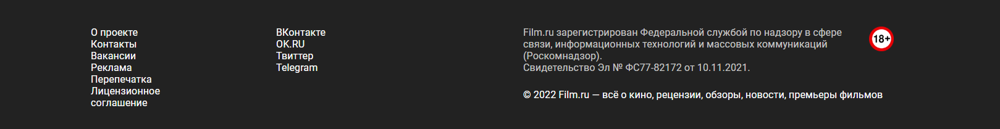 О проекте
Контакты
Вакансии
Реклама
Перепечатка
Лицензионное
соглашение
ВКонтакте
OK.RU
Твиттер
Telegram
Film.ru зарегистрирован Федеральной службой по надзору в сфере
связи, информационных технологий и массовых коммуникаций
(Роскомнадзор).
Свидетельство Эл № ФС77-82172 от 10.11.2021.
18+
© 2022 Film.ru — всё о кино, рецензии, обзоры, новости, премьеры фильмов